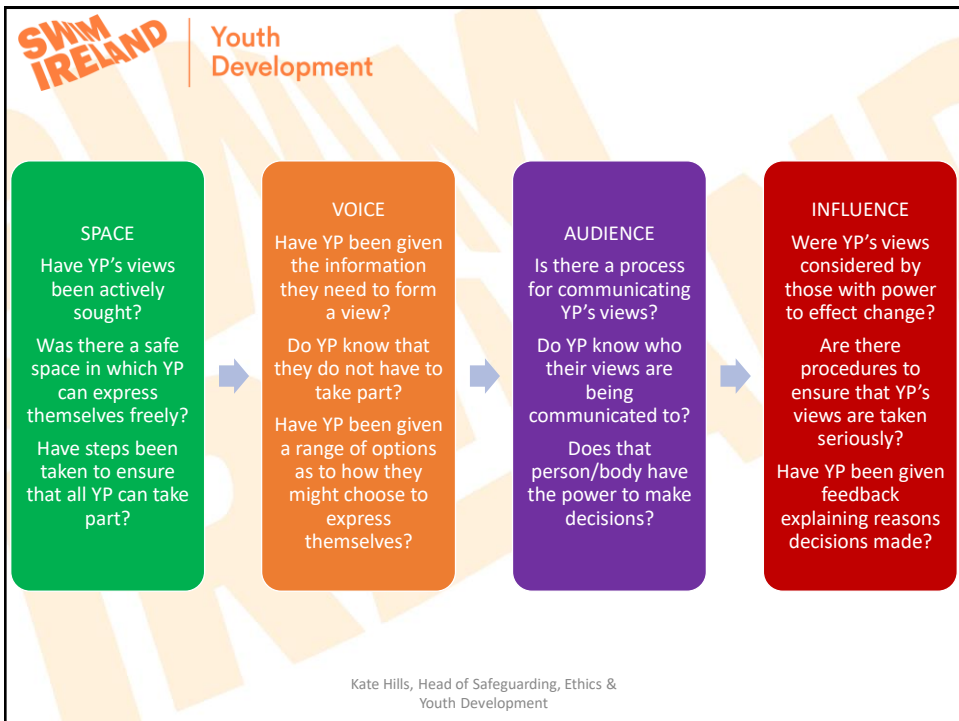 SWIM
IRELAND
Youth
Development
SPACE
Have YP’s views
been actively
sought?
Was there a safe
space in which YP
can express
themselves freely?
Have steps been
taken to ensure
that all YP can take
part?
VOICE
Have YP been given
the information
they need to form
a view?
Do YP know that
they do not have to
take part?
Have YP been given
a range of options
as to how they
might choose to
express
themselves?
AUDIENCE
Is there a process
for communicating
YP’s views?
Do YP know who
their views are
being
communicated to?
Does that
person/body have
the power to make
decisions?
INFLUENCE
Were YP’s views
considered by
those with power
to effect change?
Are there
procedures to
ensure that YP’s
views are taken
seriously?
Have YP been given
feedback
explaining reasons
decisions made?
Kate Hills, Head of Safeguarding, Ethics &
Youth Development